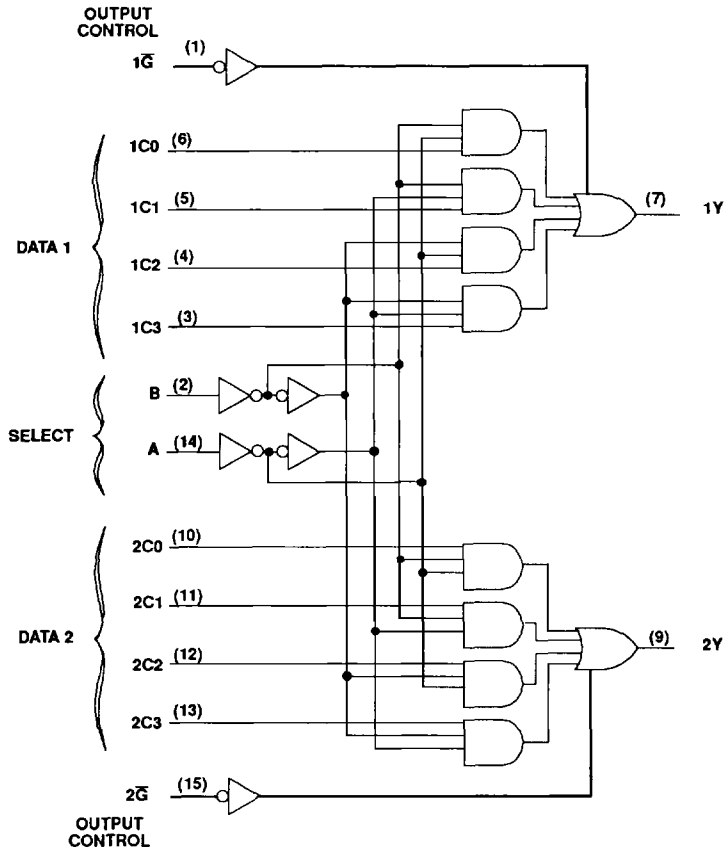 OUTPUT
CONTROL
1G̅ (1)
1C0 (6)
1C1 (5)
DATA 1
1C2 (4)
1C3 (3)
(7) 1Y
B (2)
SELECT
A (14)
2C0 (10)
2C1 (11)
DATA 2
2C2 (12)
2C3 (13)
(9) 2Y
2G̅ (15)
OUTPUT
CONTROL